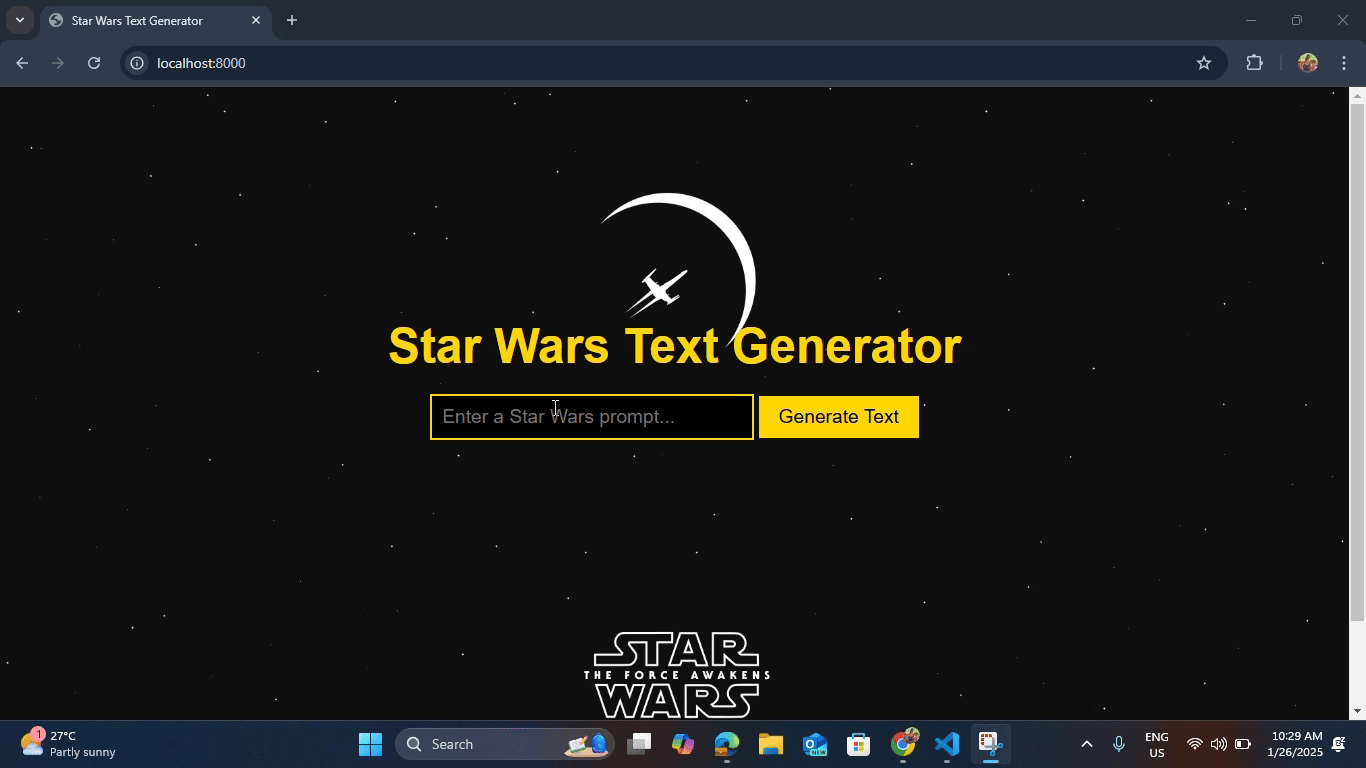 Star Wars Text Generator
localhost:8000
Star Wars Text Generator
Enter a Star Wars prompt...
Generate Text
STAR
THE FORCE AWAKENS
WARS
1
27°C
Partly sunny
Search
NEW
ENG
US
10:29 AM
1/26/2025